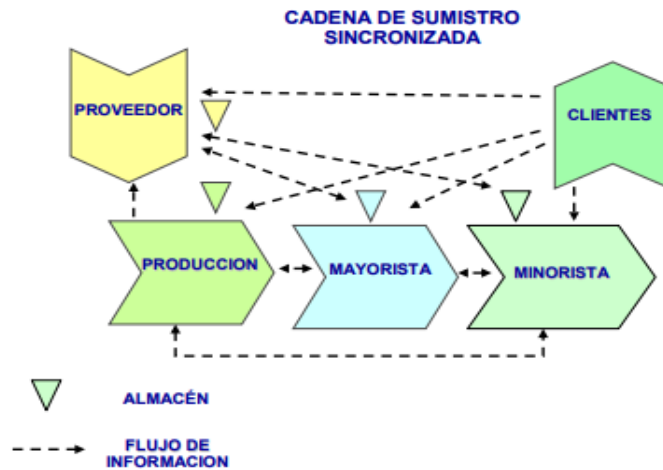 CADENA DE SUMISTRO
SINCRONIZADA
PROVEEDOR
CLIENTES
PRODUCCION
MAYORISTA
MINORISTA
ALMACÉN
FLUJO DE
INFORMACION